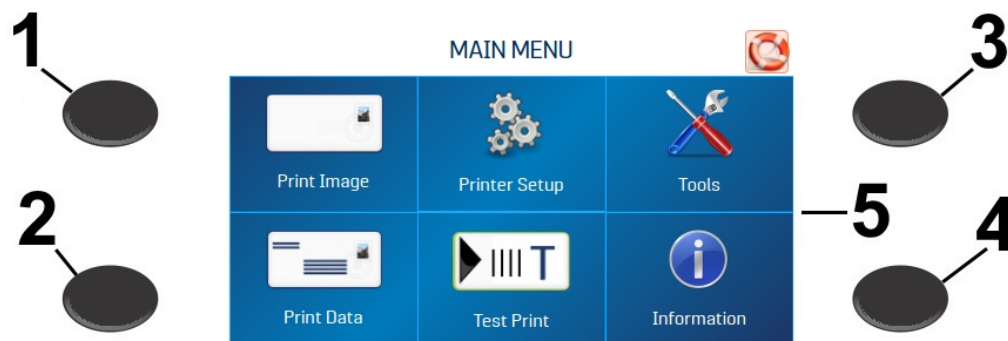 1
MAIN MENU
3
Print Image
Printer Setup
Tools
2
5
4
Print Data
Test Print
T
Information